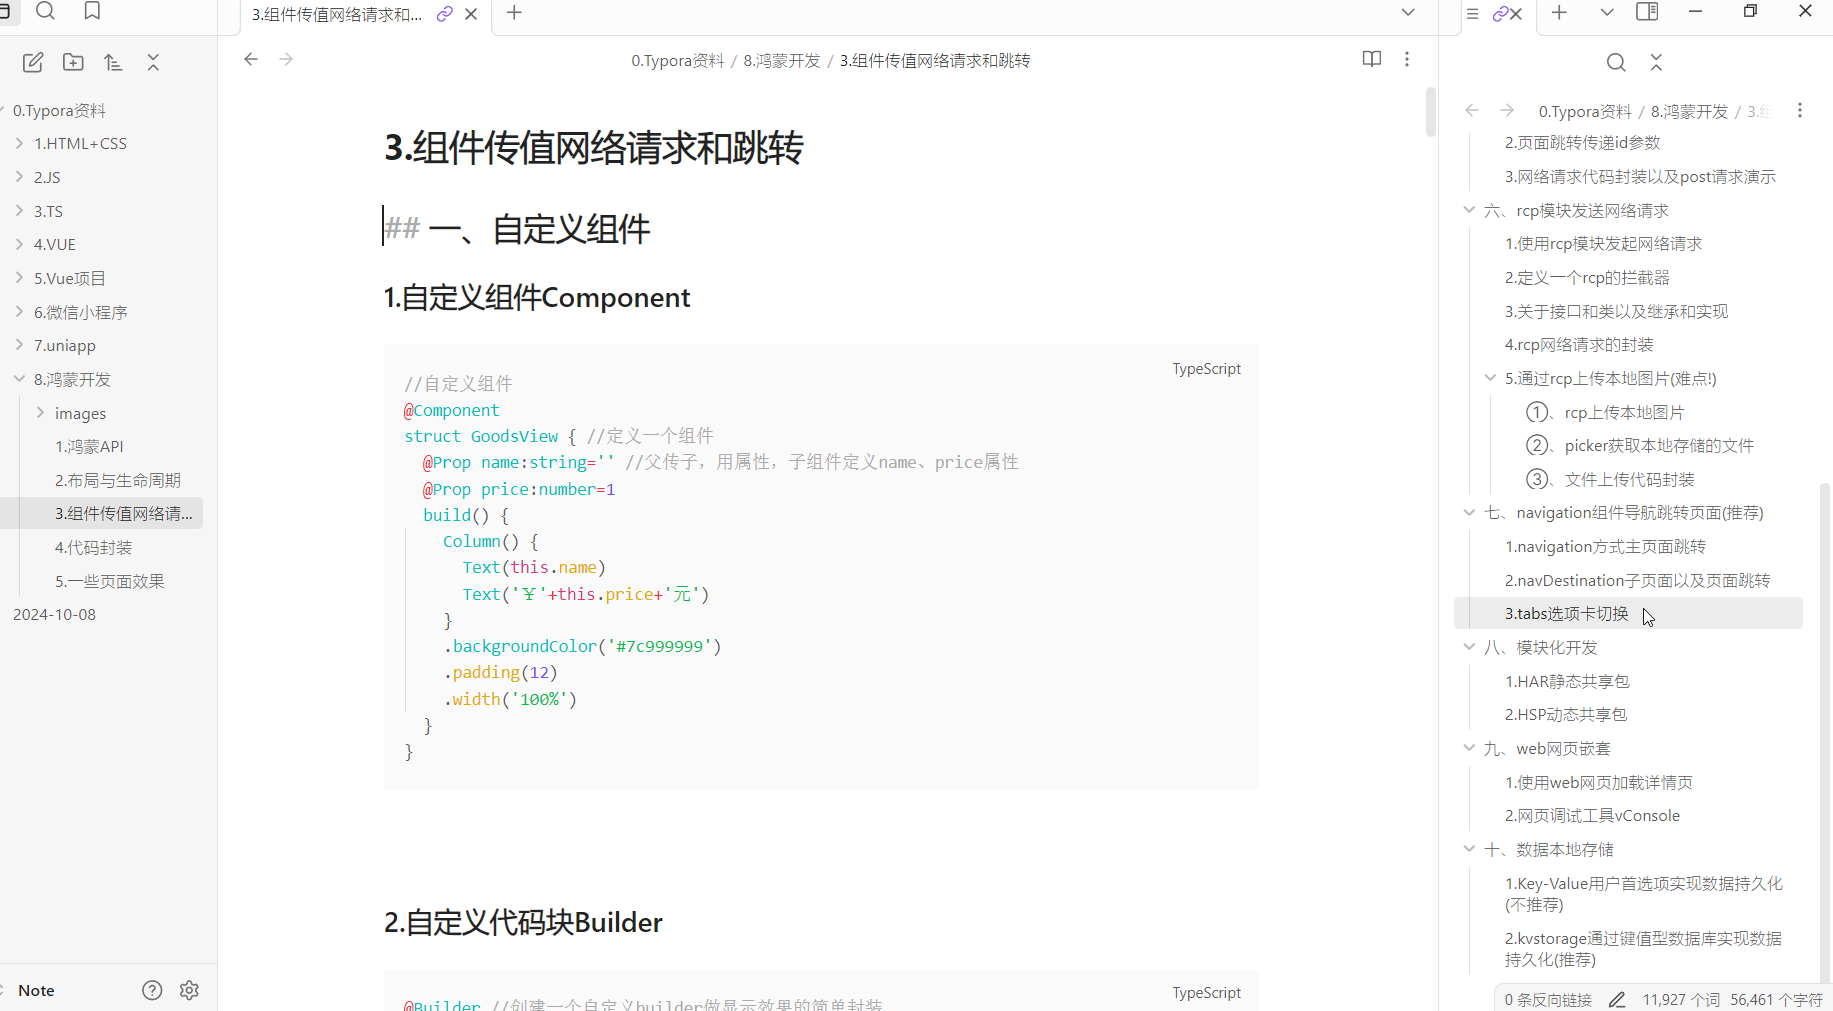 3.组件传值网络请求和...
0.Typora资料
1.HTML+CSS
2.JS
3.TS
4.VUE
5.Vue项目
6.微信小程序
7.uniapp
8.鸿蒙开发
images
1.鸿蒙API
2.布局与生命周期
3.组件传值网络请...
4.代码封装
5.一些页面效果
2024-10-08
Note
0.Typora资料 / 8.鸿蒙开发 / 3.组件传值网络请求和跳转
3.组件传值网络请求和跳转
## 一、自定义组件
1.自定义组件Component
TypeScript
//自定义组件
@Component
struct GoodsView { //定义一个组件
@Prop name:string='' //父传子，用属性，子组件定义name、price属性
@Prop price:number=1
build() {
Column() {
Text(this.name)
Text('￥'+this.price+'元')
}
.backgroundColor('#7c999999')
.padding(12)
.width('100%')
}
}
2.自定义代码块Builder
TypeScript
@Builder //创建一个自定义builder做显示效果的简单封装
0.Typora资料 / 8.鸿蒙开发 / 3.组
2.页面跳转传递id参数
3.网络请求代码封装以及post请求演示
六、rcp模块发送网络请求
1.使用rcp模块发起网络请求
2.定义一个rcp的拦截器
3.关于接口和类以及继承和实现
4.rcp网络请求的封装
5.通过rcp上传本地图片(难点!)
①、rcp上传本地图片
②、picker获取本地存储的文件
③、文件上传代码封装
七、navigation组件导航跳转页面(推荐)
1.navigation方式主页面跳转
2.navDestination子页面以及页面跳转
3.tabs选项卡切换
八、模块化开发
1.HAR静态共享包
2.HSP动态共享包
九、web网页嵌套
1.使用web网页加载详情页
2.网页调试工具vConsole
十、数据本地存储
1.Key-Value用户首选项实现数据持久化
(不推荐)
2.kvstorage通过键值型数据库实现数据
持久化(推荐)
0 条反向链接 11,927 个词 56,461 个字符